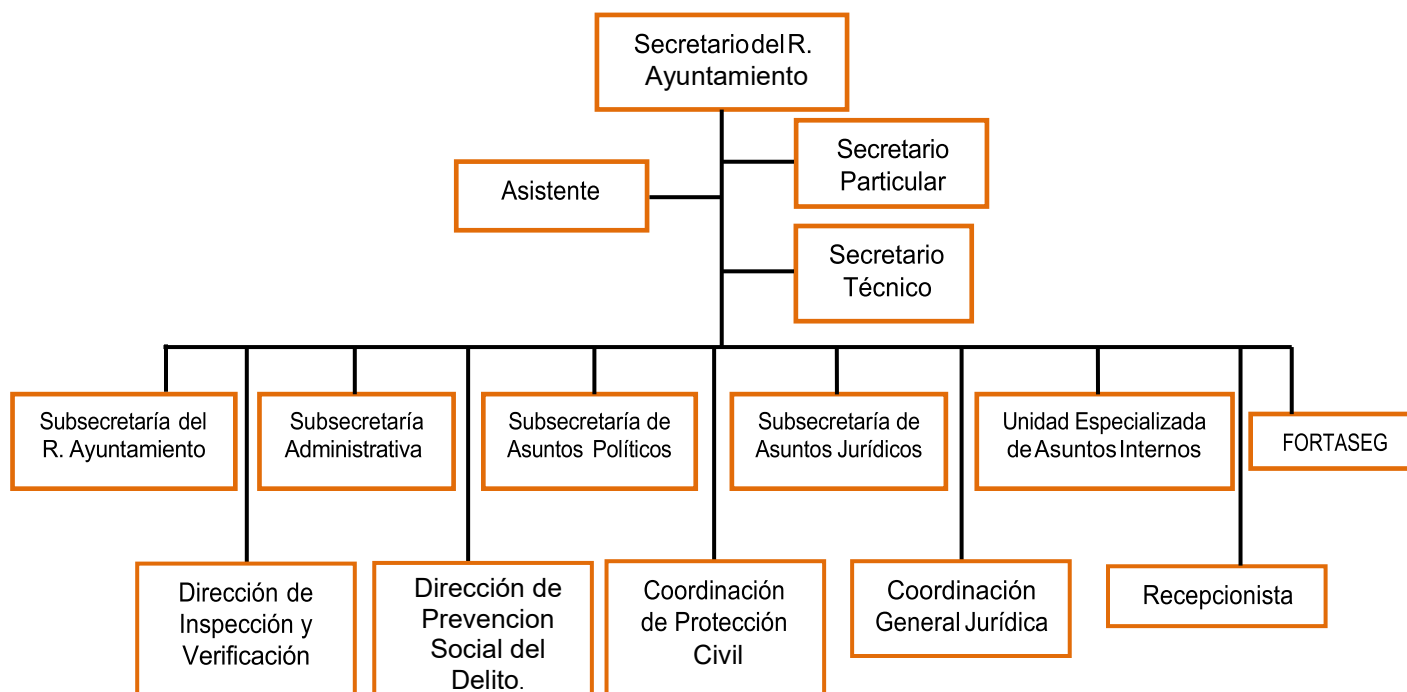 Secretario del R.
Ayuntamiento
Secretario
Particular
Asistente
Secretario
Técnico
Subsecretaría del
R. Ayuntamiento
Subsecretaría
Administrativa
Subsecretaría de
Asuntos Políticos
Subsecretaría de
Asuntos Jurídicos
Unidad Especializada
de Asuntos Internos
FORTASEG
Dirección de
Inspección y
Verificación
Dirección de
Prevencion
Social del
Delito.
Coordinación
de Protección
Civil
Coordinación
General Jurídica
Recepcionista